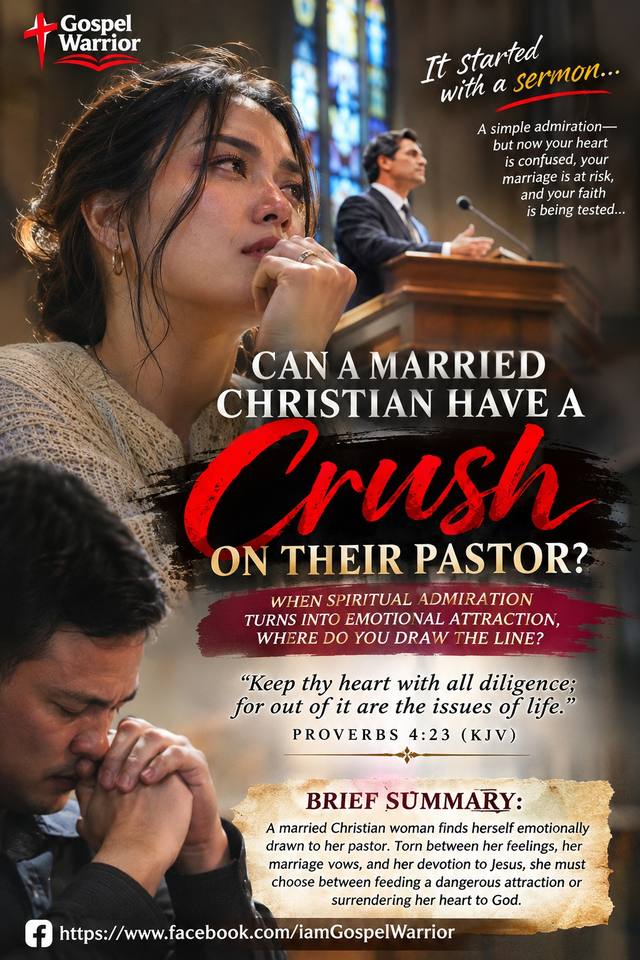 Gospel
Warrior
It started
with a sermon...
A simple admiration—
but now your heart
is confused, your
marriage is at risk,
and your faith
is being tested...
CAN A MARRIED
CHRISTIAN HAVE A
Crush
ON THEIR PASTOR?
WHEN SPIRITUAL ADMIRATION
TURNS INTO EMOTIONAL ATTRACTION,
WHERE DO YOU DRAW THE LINE?
“Keep thy heart with all diligence;
for out of it are the issues of life.”
PROVERBS 4:23 (KJV)
BRIEF SUMMARY:
A married Christian woman finds herself emotionally
drawn to her pastor. Torn between her feelings, her
marriage vows, and her devotion to Jesus, she must
choose between feeding a dangerous attraction or
surrendering her heart to God.
https://www.facebook.com/iamGospelWarrior